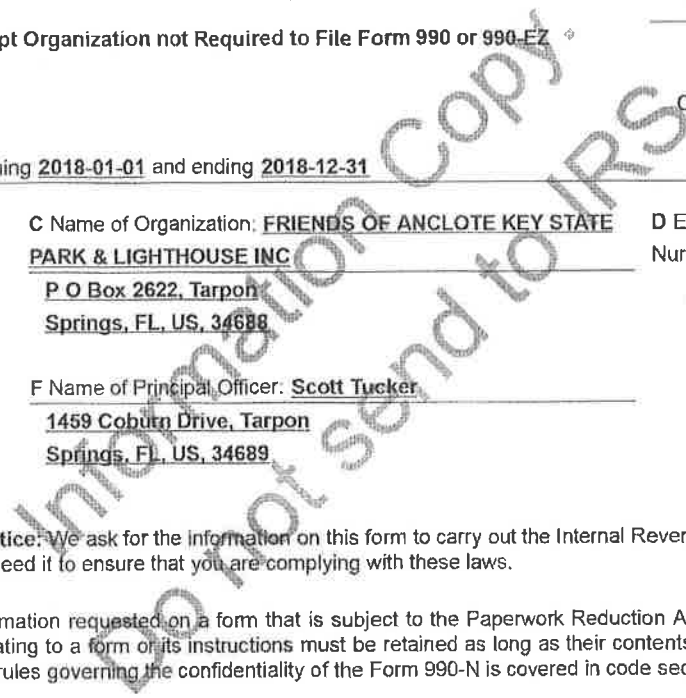 pt Organization not Required to File Form 990 or 990-EZ
ning 2018-01-01 and ending 2018-12-31
C Name of Organization: FRIENDS OF ANCLOTE KEY STATE
PARK & LIGHTHOUSE INC
P O Box 2622, Tarpon
Springs, FL, US, 34688
D E
Nur
F Name of Principal Officer: Scott Tucker
1459 Coburn Drive, Tarpon
Springs, FL, US, 34689
tice: We ask for the information on this form to carry out the Internal Rever
eed it to ensure that you are complying with these laws.
rmation requested on a form that is subject to the Paperwork Reduction A
ating to a form or its instructions must be retained as long as their contents
rules governing the confidentiality of the Form 990-N is covered in code sec
Information Copy
Do not send to IRS